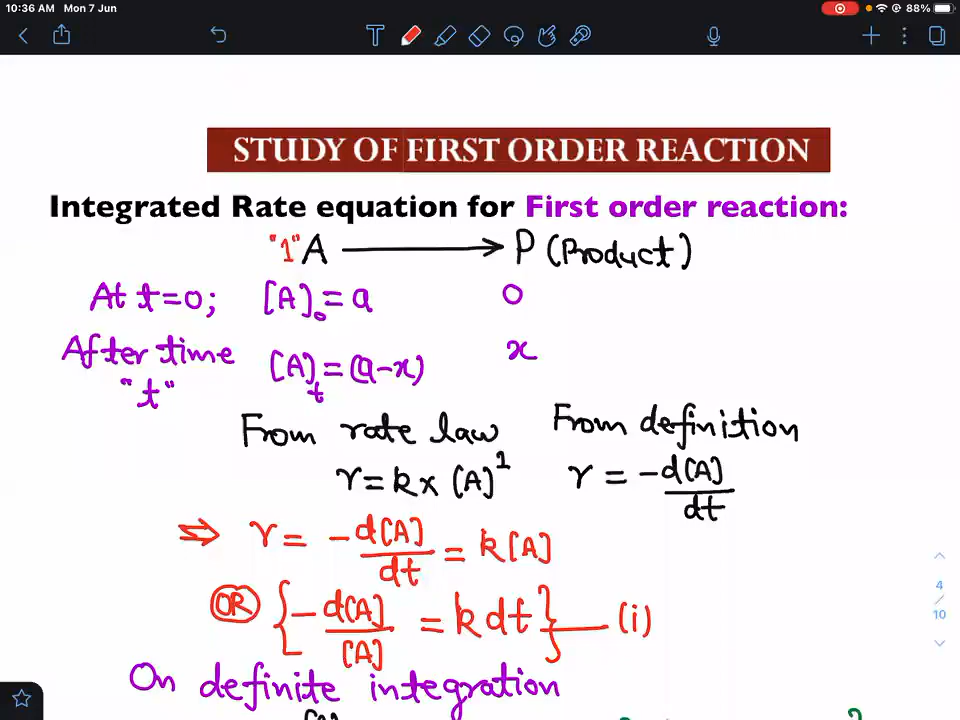 10:36 AM Mon 7 Jun
88%
STUDY OF FIRST ORDER REACTION
Integrated Rate equation for First order reaction:
"1"A ⟶ P (Product)
At t=0; [A]₀ = a 0
After time "t" [A]t = (a-x) x
From rate law From definition
r = k x [A]¹ r = -d[A]/dt
⇒ r = -d[A]/dt = k[A]
OR { -d[A]/[A] = k dt } — (i)
On definite integration
4
/
10